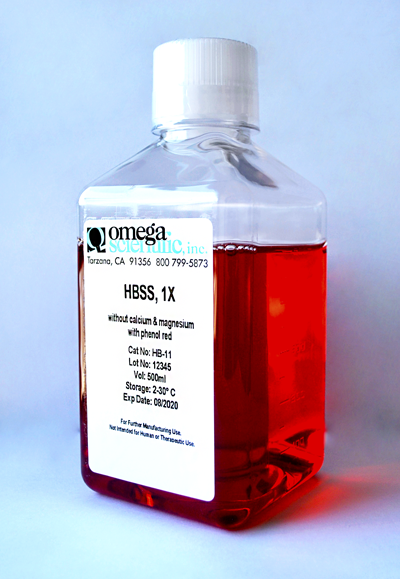 omega
scientific, inc.
Tarzana, CA 91356 800 799-5873
HBSS, 1X
without calcium & magnesium
with phenol red
Cat No: HB-11
Lot No: 12345
Vol: 500ml
Storage: 2-30° C
Exp Date: 08/2020
For Further Manufacturing Use.
Not Intended for Human or Therapeutic Use.